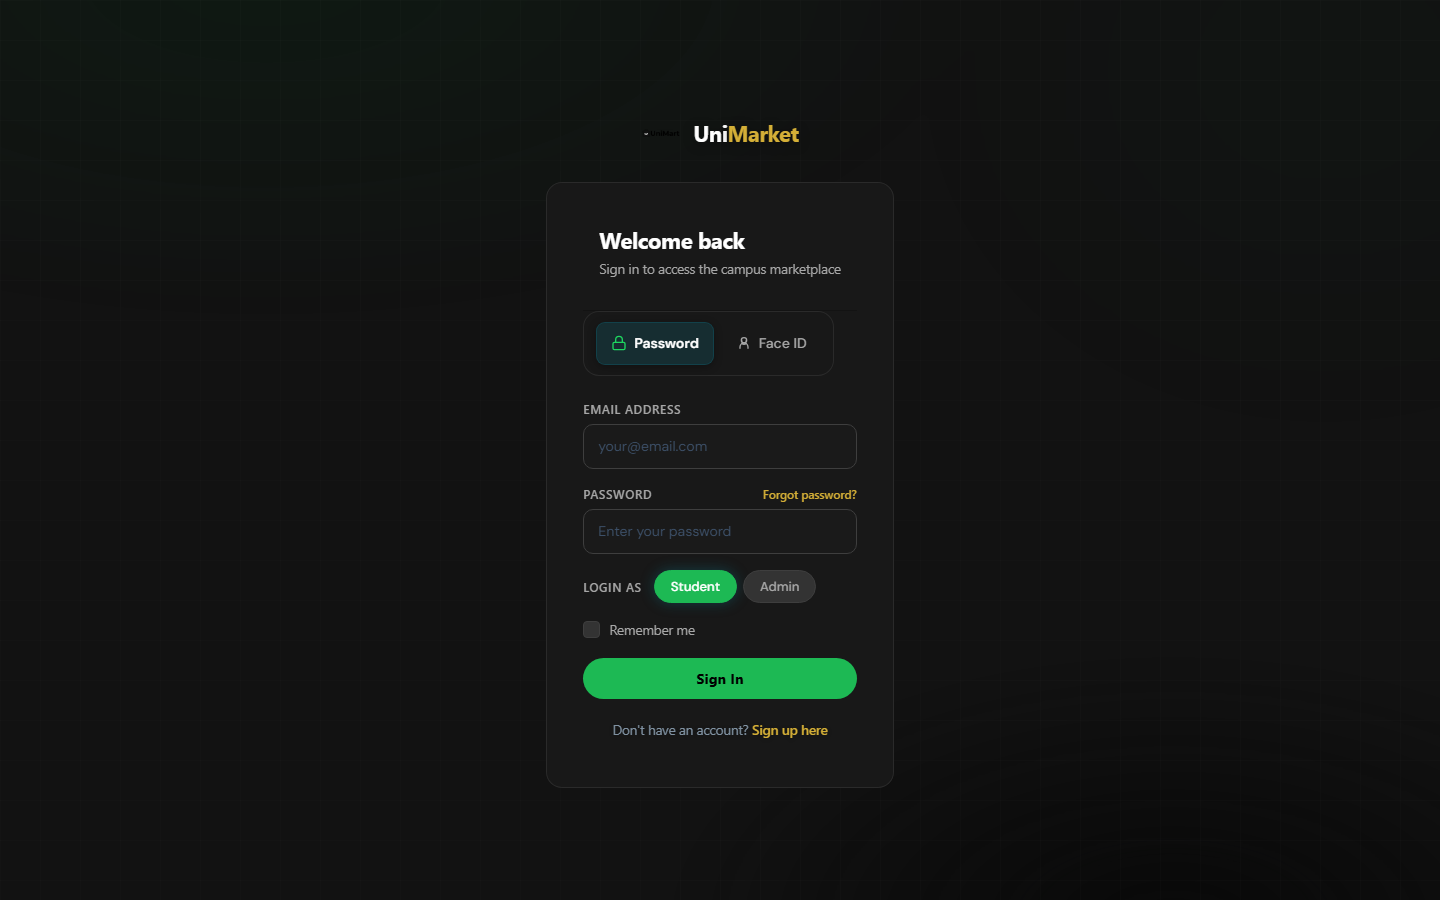 UniMarket
Welcome back
Sign in to access the campus marketplace
Password Face ID
EMAIL ADDRESS
your@email.com
PASSWORD Forgot password?
Enter your password
LOGIN AS Student Admin
Remember me
Sign In
Don't have an account? Sign up here